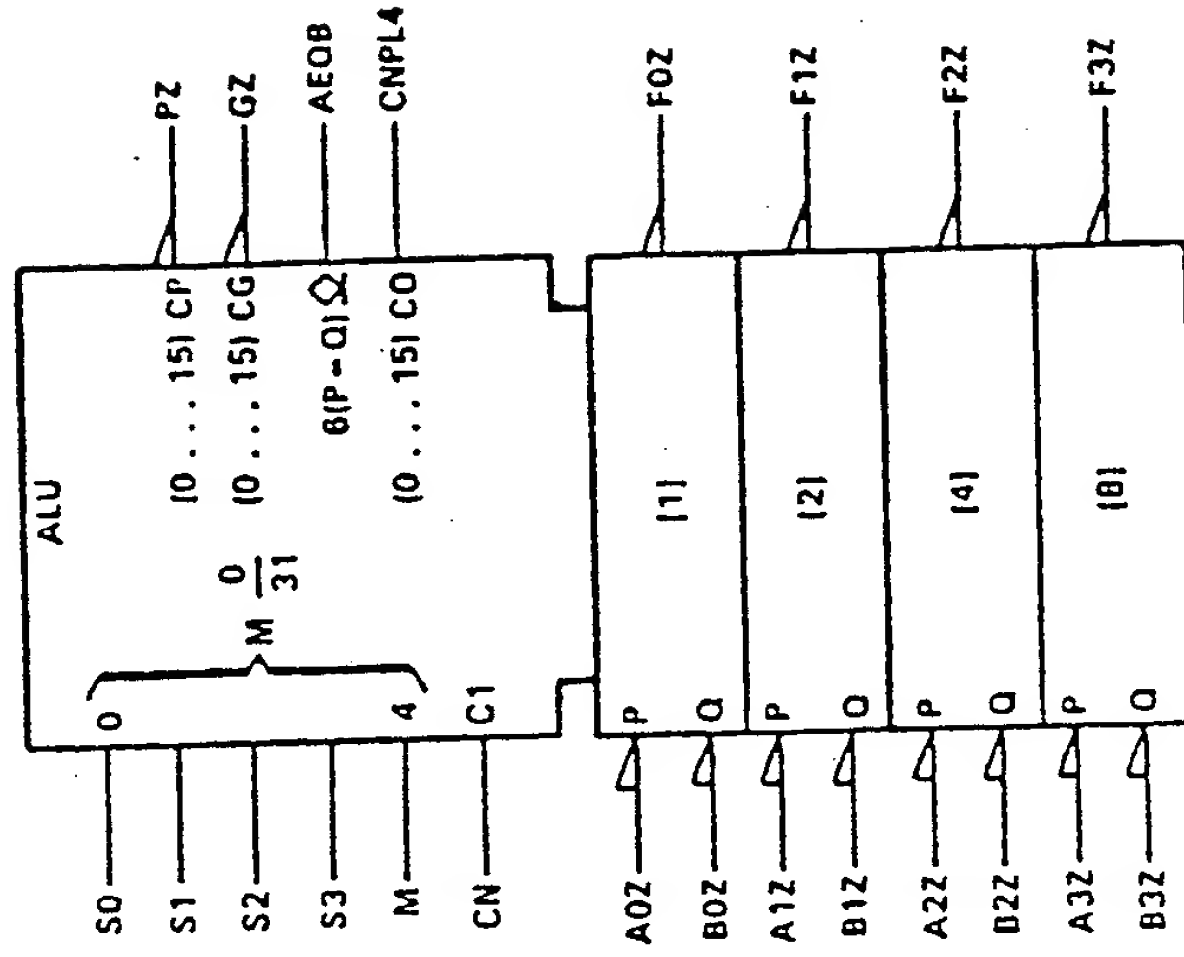 ALU
S0
S1
S2
S3
M
CN
0
4
C1
M 0/31
(0 . . . 15) CP
(0 . . . 15) CG
6(P - Q)
(0 . . . 15) CO
PZ
GZ
AEQB
CNPL4
A0Z
B0Z
A1Z
B1Z
A2Z
B2Z
A3Z
B3Z
P
Q
P
Q
P
Q
P
Q
[1]
[2]
[4]
[8]
F0Z
F1Z
F2Z
F3Z